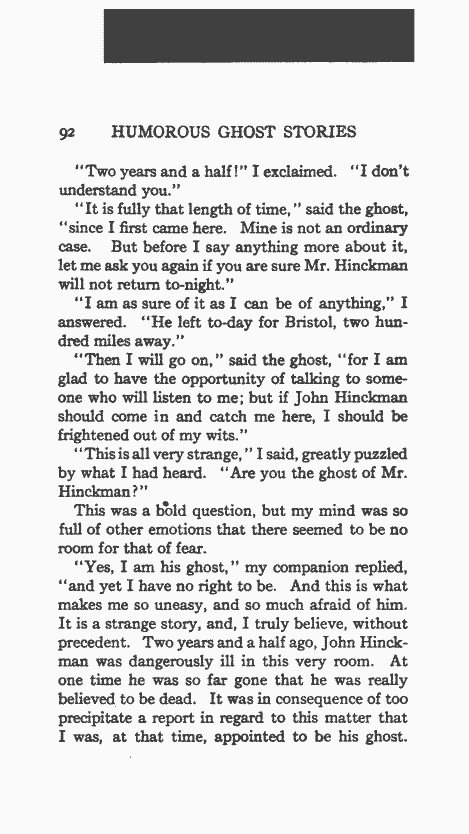 92 HUMOROUS GHOST STORIES
"Two years and a half!" I exclaimed. "I don't
understand you."
"It is fully that length of time," said the ghost,
"since I first came here. Mine is not an ordinary
case. But before I say anything more about it,
let me ask you again if you are sure Mr. Hinckman
will not return to-night."
"I am as sure of it as I can be of anything," I
answered. "He left to-day for Bristol, two hun-
dred miles away."
"Then I will go on," said the ghost, "for I am
glad to have the opportunity of talking to some-
one who will listen to me; but if John Hinckman
should come in and catch me here, I should be
frightened out of my wits."
"This is all very strange," I said, greatly puzzled
by what I had heard. "Are you the ghost of Mr.
Hinckman?"
This was a bold question, but my mind was so
full of other emotions that there seemed to be no
room for that of fear.
"Yes, I am his ghost," my companion replied,
"and yet I have no right to be. And this is what
makes me so uneasy, and so much afraid of him.
It is a strange story, and, I truly believe, without
precedent. Two years and a half ago, John Hinck-
man was dangerously ill in this very room. At
one time he was so far gone that he was really
believed to be dead. It was in consequence of too
precipitate a report in regard to this matter that
I was, at that time, appointed to be his ghost.